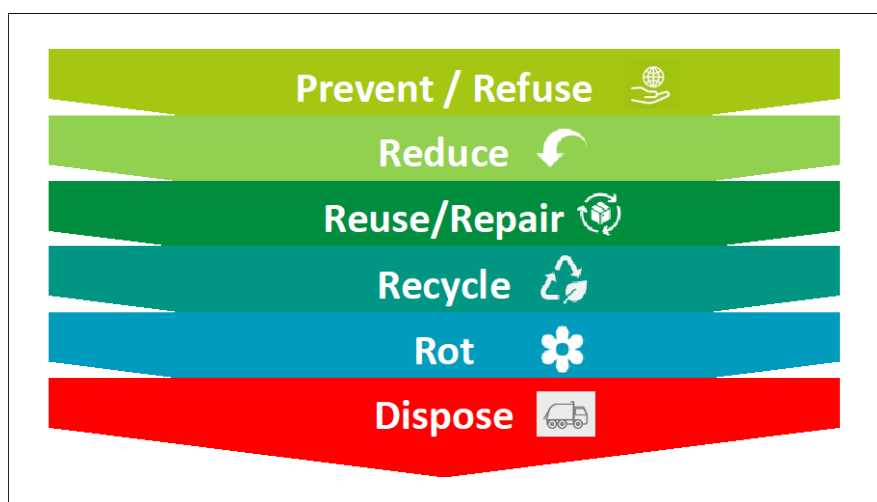 Prevent / Refuse
Reduce
Reuse/Repair
Recycle
Rot
Dispose